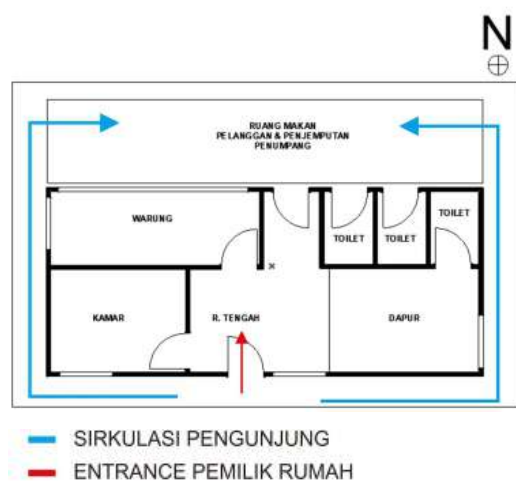 N
RUANG MAKAN
PELANGGAN & PENJEMPUTAN
PENUMPANG
WARUNG
TOILET
TOILET
TOILET
KAMAR
R. TENGAH
DAPUR
SIRKULASI PENGUNJUNG
ENTRANCE PEMILIK RUMAH